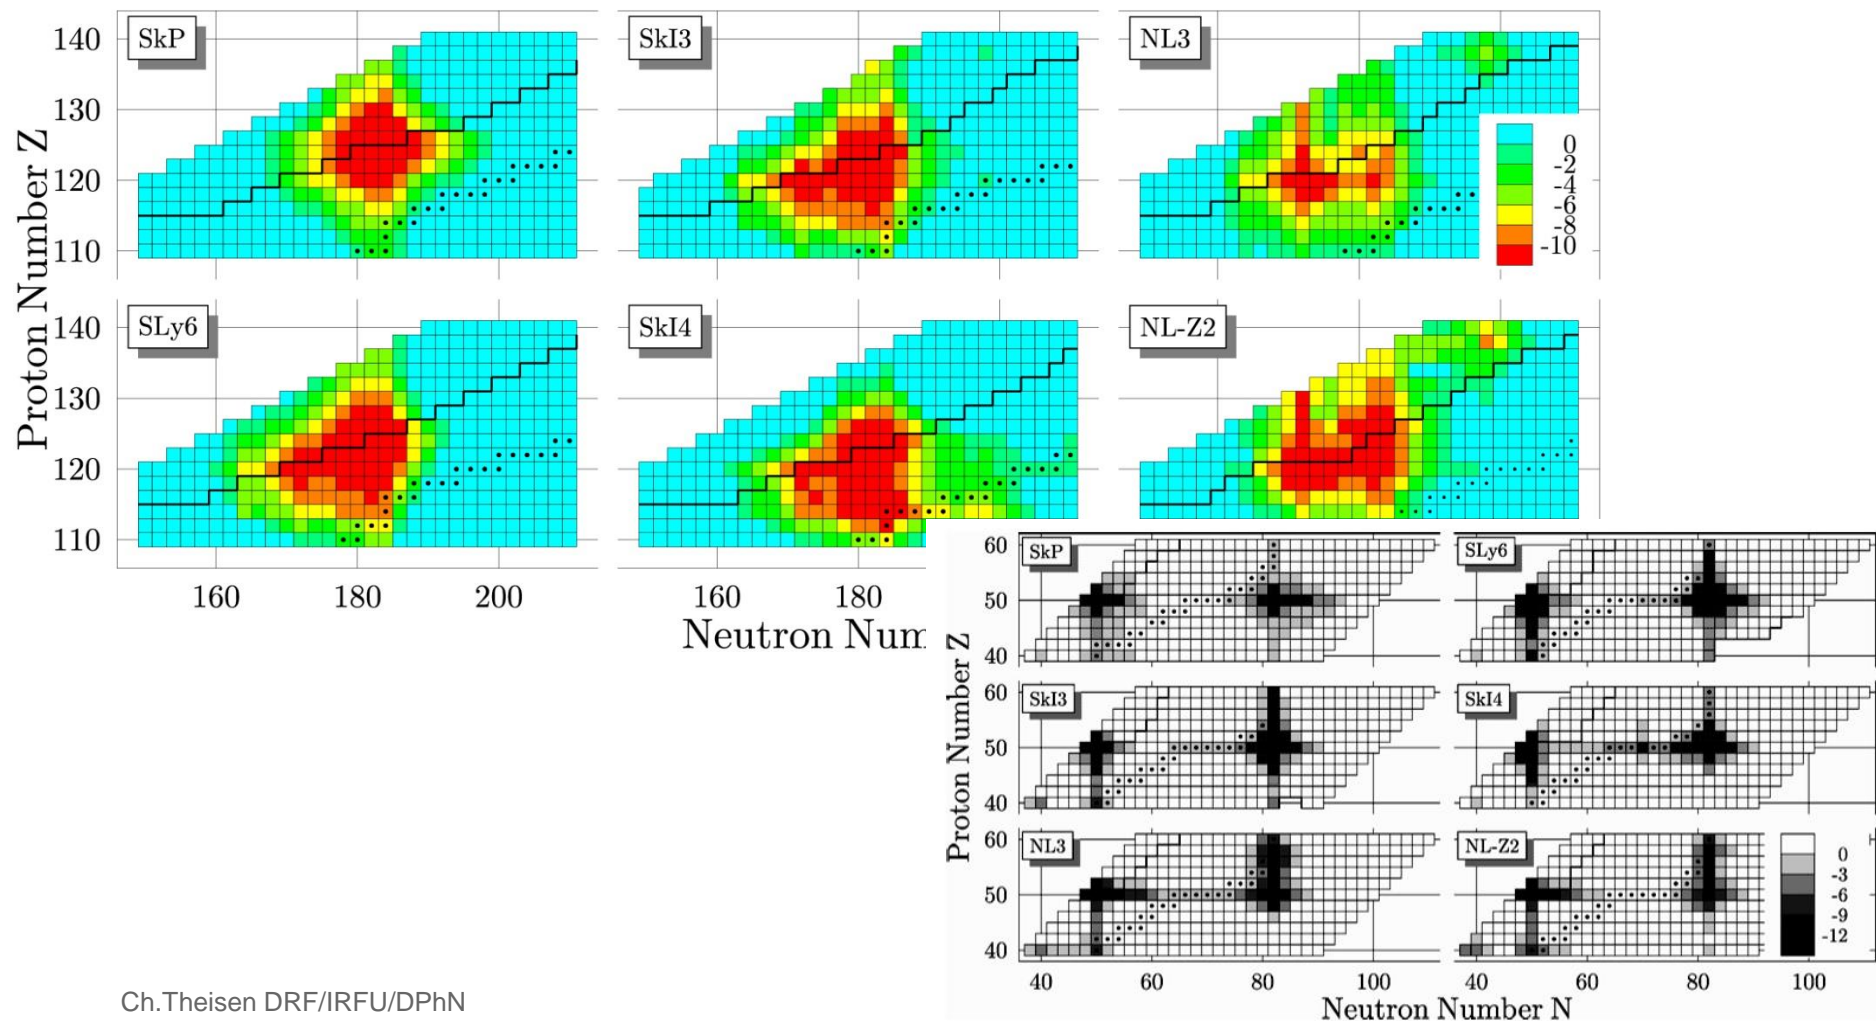 SkP
SkI3
NL3
140
130
120
110
0
-2
-4
-6
-8
-10
SLy6
SkI4
NL-Z2
140
130
120
110
Proton Number Z
160 180 200
160 180
Neutron Num
SkP
SLy6
60
50
40
SkI3
SkI4
60
50
40
NL3
NL-Z2
60
50
40
0
-3
-6
-9
-12
Proton Number Z
40 60 80 100
40 60 80 100
Neutron Number N
Ch.Theisen DRF/IRFU/DPhN